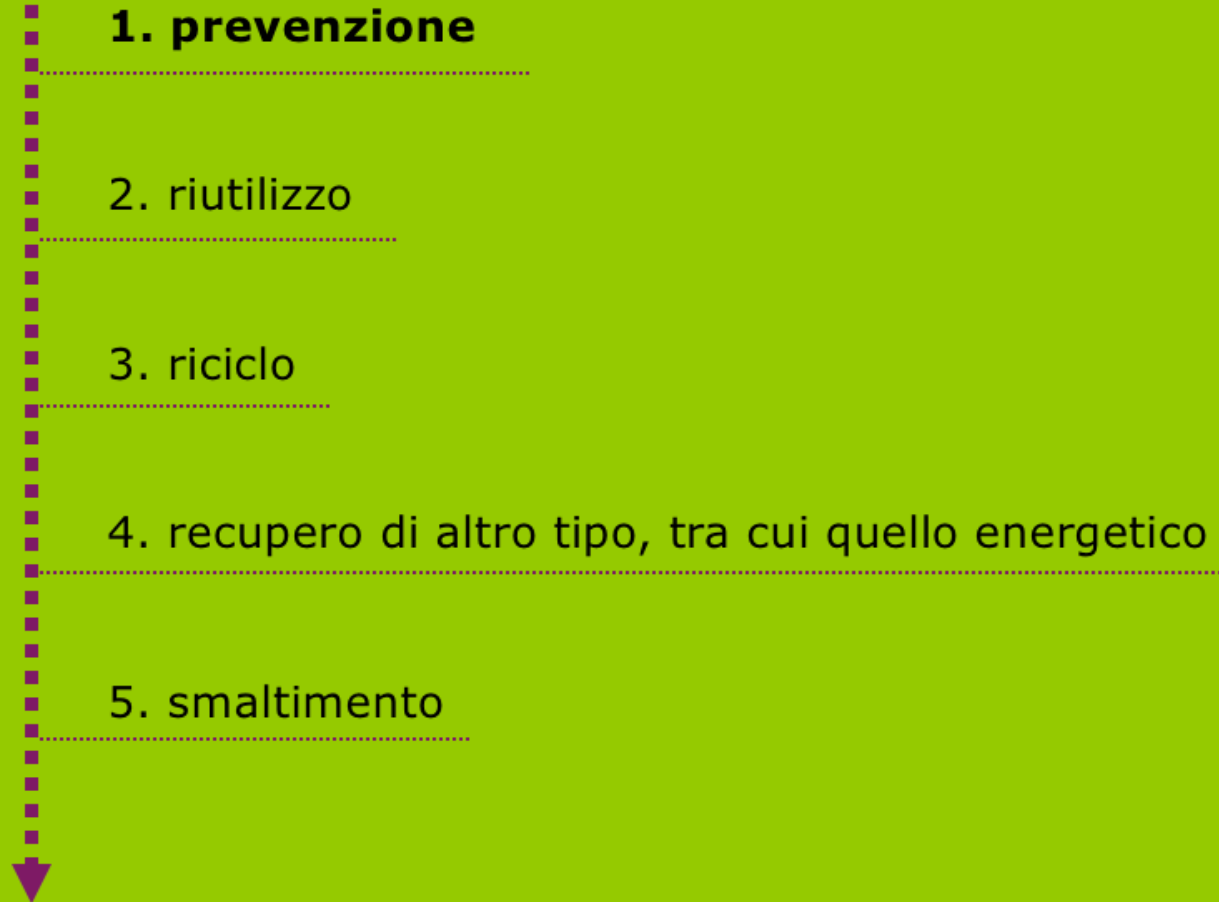 1. prevenzione
2. riutilizzo
3. riciclo
4. recupero di altro tipo, tra cui quello energetico
5. smaltimento